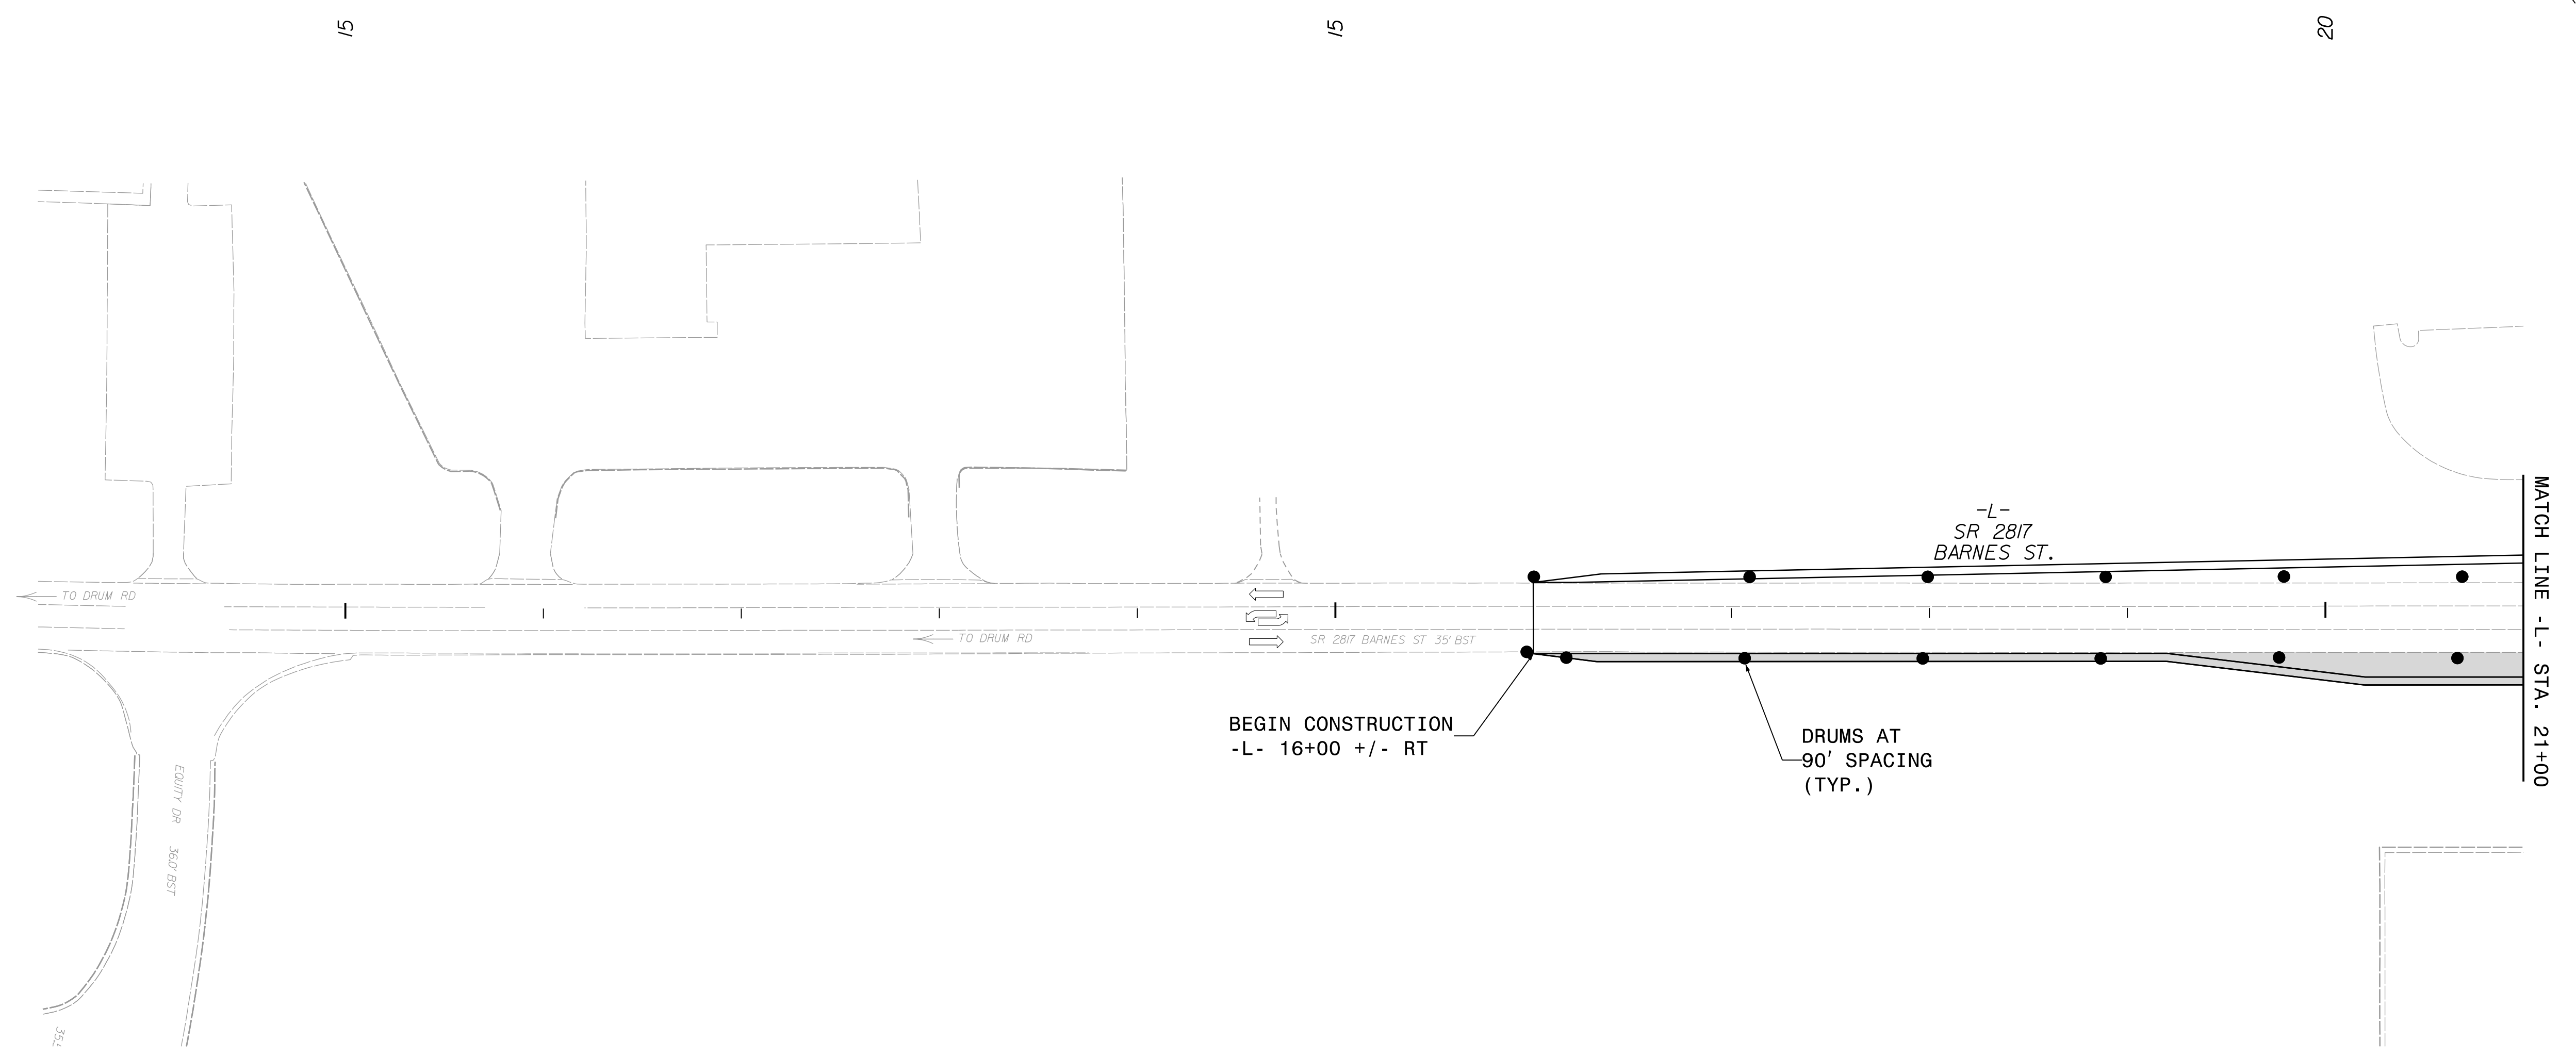 15
15
20
-L-
SR 2817
BARNES ST.
TO DRUM RD
TO DRUM RD
SR 2817 BARNES ST 35' BST
BEGIN CONSTRUCTION
-L- 16+00 +/- RT
DRUMS AT
90' SPACING
(TYP.)
MATCH LINE -L- STA. 21+00
EQUITY DR 36.0' BST